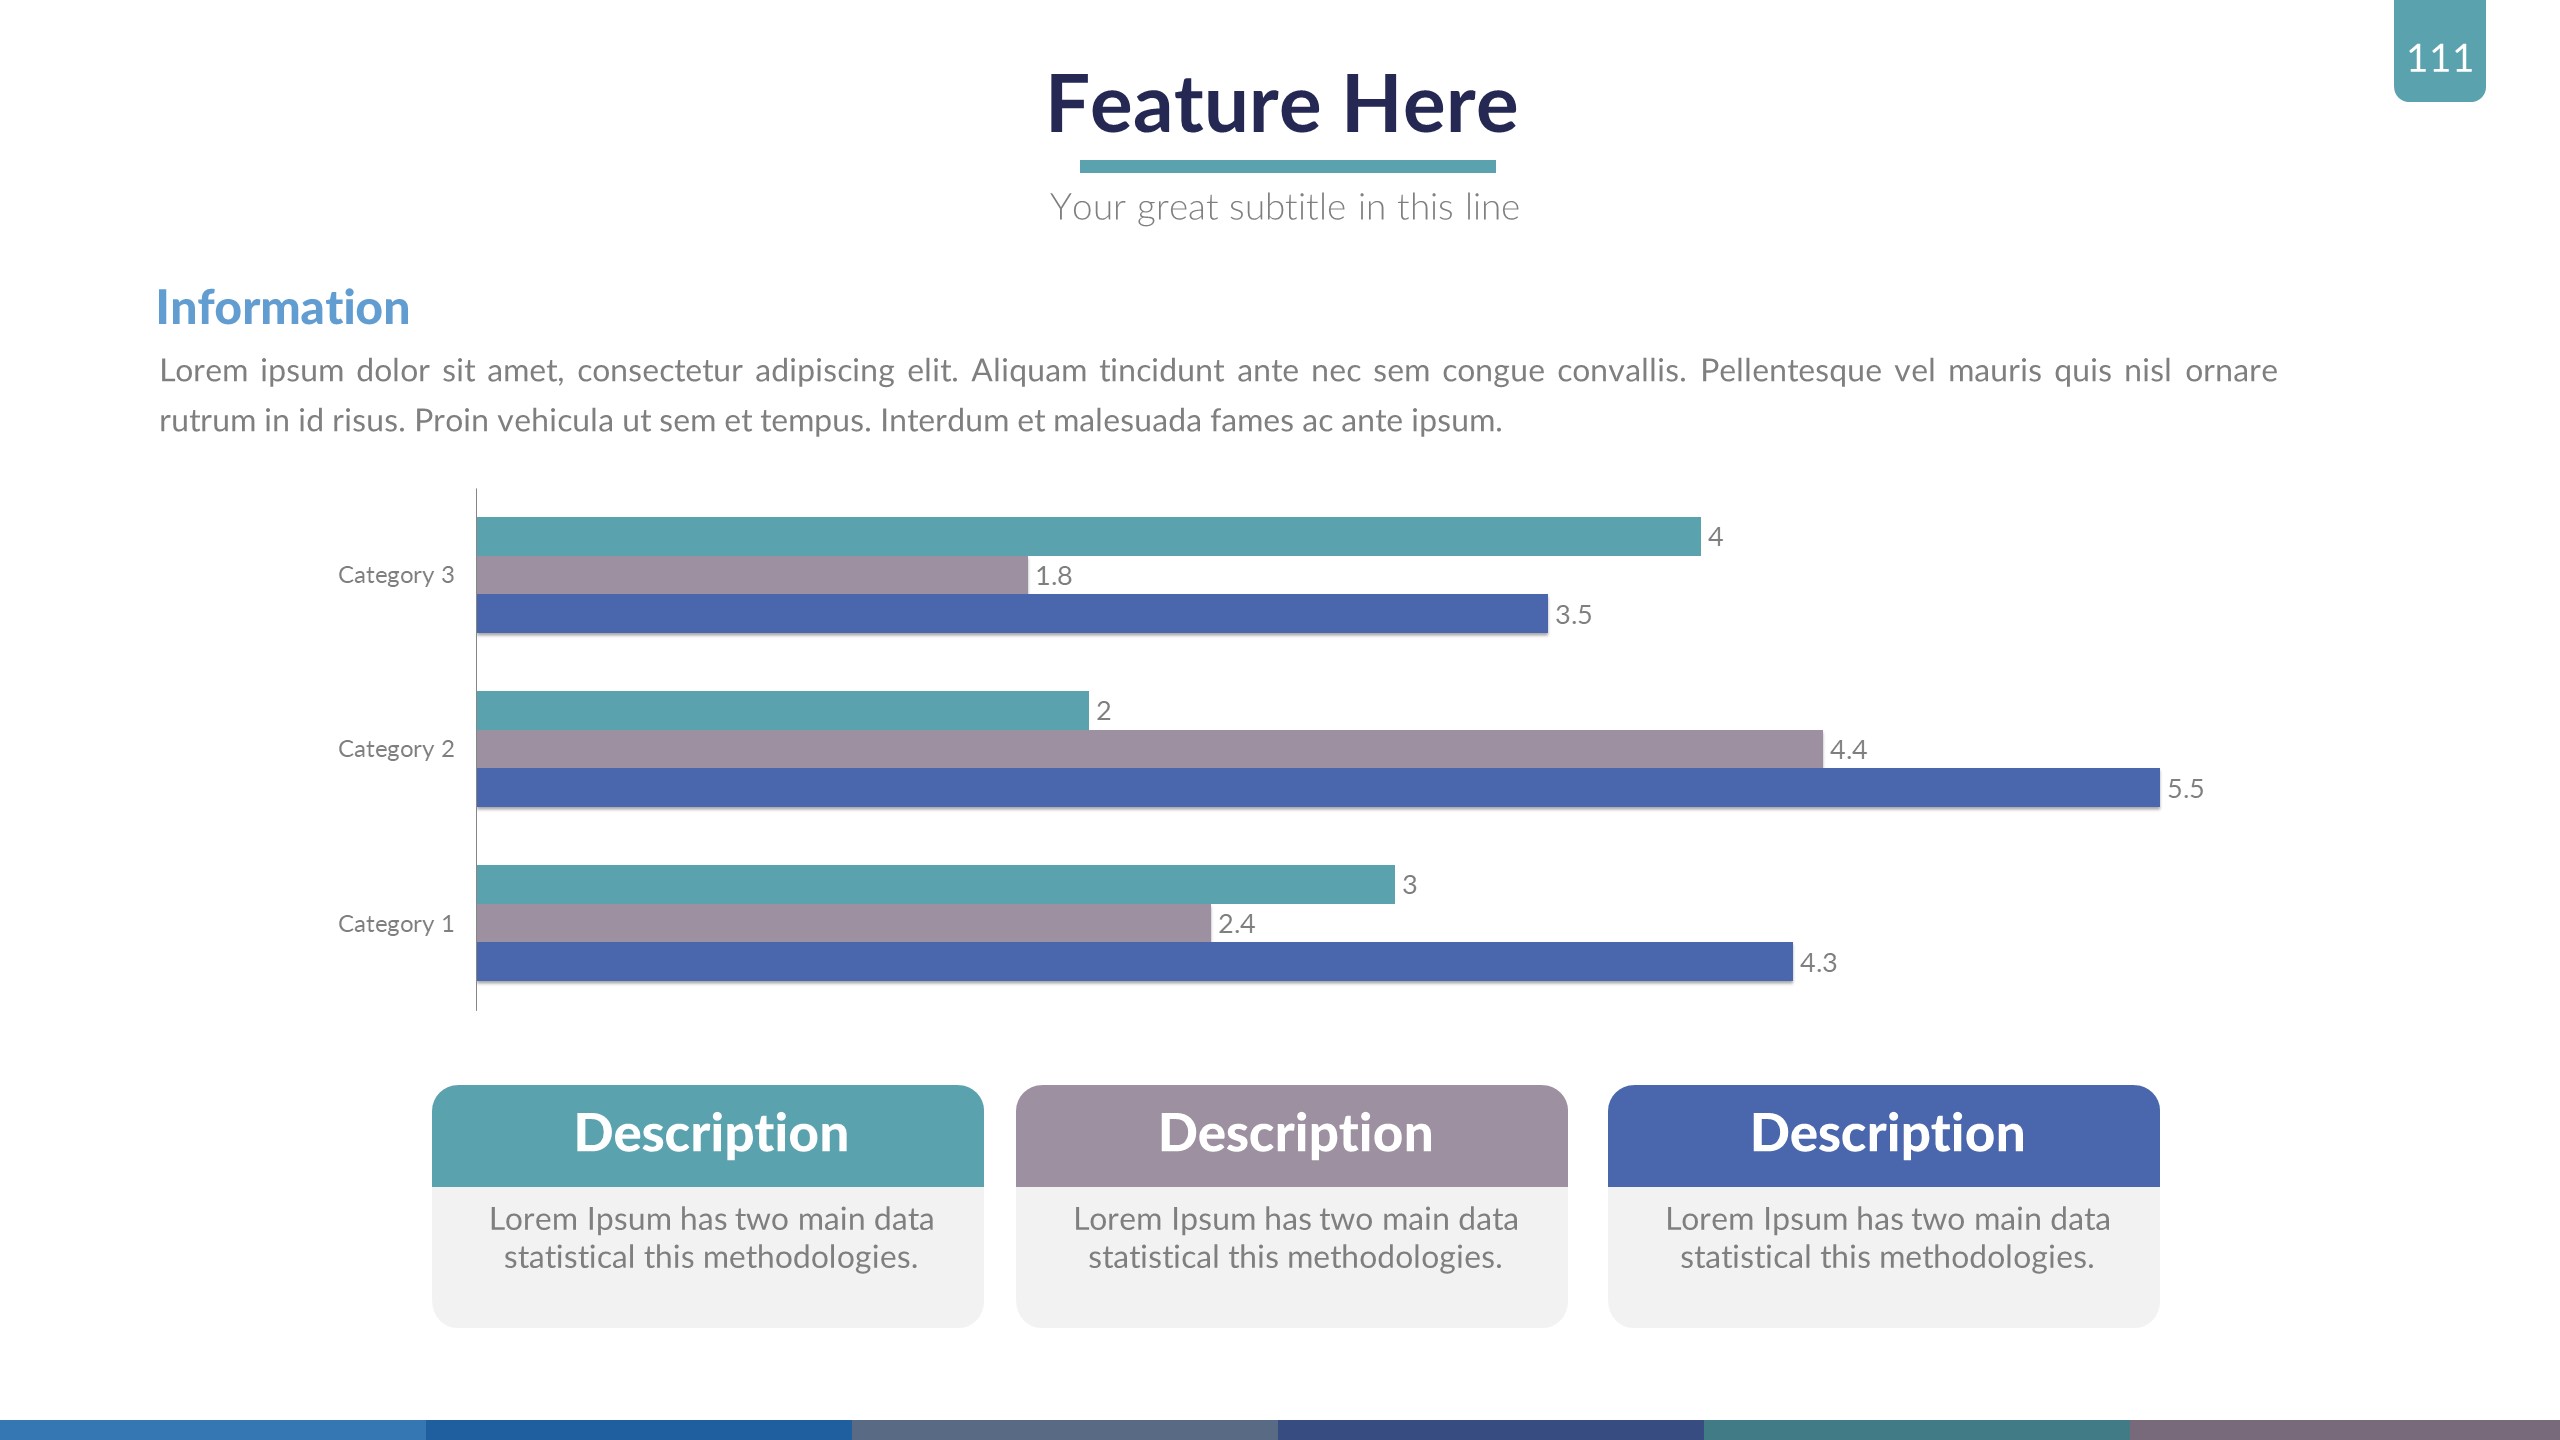 111
Feature Here
Your great subtitle in this line
Information
Lorem ipsum dolor sit amet, consectetur adipiscing elit. Aliquam tincidunt ante nec sem congue convallis. Pellentesque vel mauris quis nisl ornare
rutrum in id risus. Proin vehicula ut sem et tempus. Interdum et malesuada fames ac ante ipsum.
4
Category 3
1.8
3.5
2
Category 2
4.4
5.5
3
Category 1
2.4
4.3
Description
Lorem Ipsum has two main data
statistical this methodologies.
Description
Lorem Ipsum has two main data
statistical this methodologies.
Description
Lorem Ipsum has two main data
statistical this methodologies.